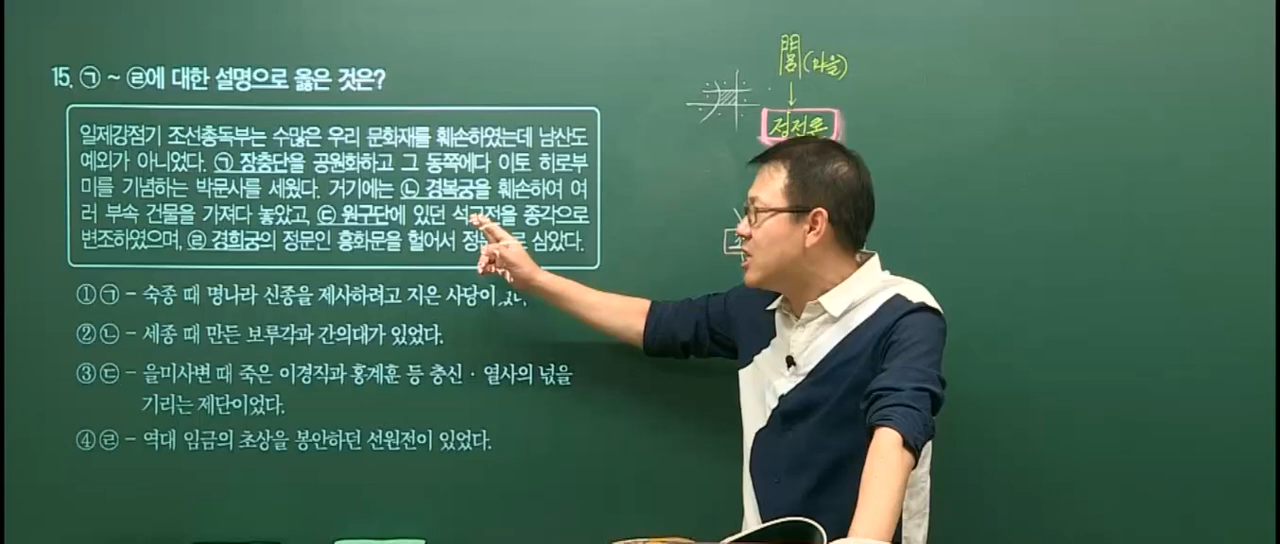 15. ㉠ ~ ㉣에 대한 설명으로 옳은 것은?
일제강점기 조선총독부는 수많은 우리 문화재를 훼손하였는데 남산도
예외가 아니었다. ㉠ 장충단을 공원화하고 그 동쪽에다 이토 히로부
미를 기념하는 박문사를 세웠다. 거기에는 ㉡ 경복궁을 훼손하여 여
러 부속 건물을 가져다 놓았고, ㉢ 원구단에 있던 석고전을 종각으로
변조하였으며, ㉣ 경희궁의 정문인 흥화문을 헐어서 정문으로 삼았다.
① ㉠ - 숙종 때 명나라 신종을 제사하려고 지은 사당이
② ㉡ - 세종 때 만든 보루각과 간의대가 있었다.
③ ㉢ - 을미사변 때 죽은 이경직과 홍계훈 등 충신 · 열사의 넋을
기리는 제단이었다.
④ ㉣ - 역대 임금의 초상을 봉안하던 선원전이 있었다.
閭 (마을)
↓
정전론